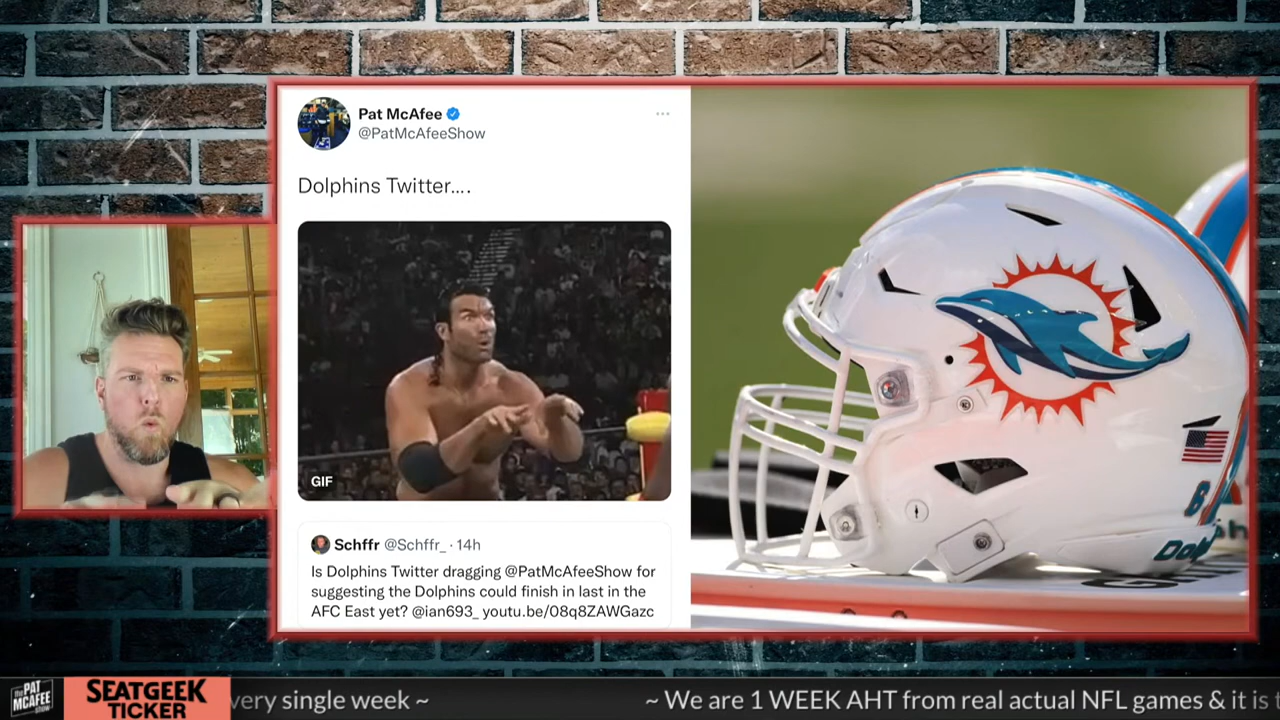 Pat McAfee
@PatMcAfeeShow
Dolphins Twitter....
GIF
Schffr @Schffr_ · 14h
Is Dolphins Twitter dragging @PatMcAfeeShow for
suggesting the Dolphins could finish in last in the
AFC East yet? @ian693_ youtu.be/08q8ZAWGazc
THE
PAT
MCAFEE
SHOW
SEATGEEK
TICKER
very single week ~
~ We are 1 WEEK AHT from real actual NFL games & it is t